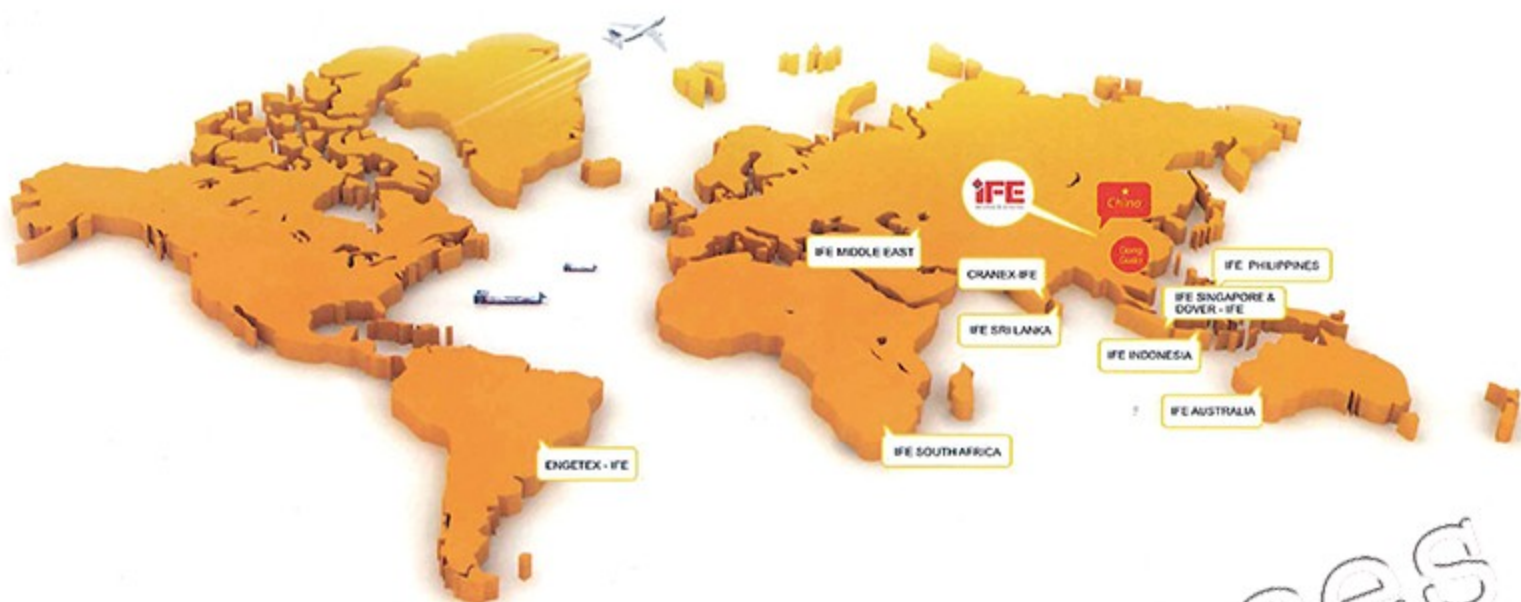 iFE
China
IFE MIDDLE EAST
CRANEX-IFE
IFE PHILIPPINES
IFE SINGAPORE &
DOVER - IFE
IFE SRI LANKA
IFE INDONESIA
IFE AUSTRALIA
IFE SOUTH AFRICA
ENGETEX - IFE